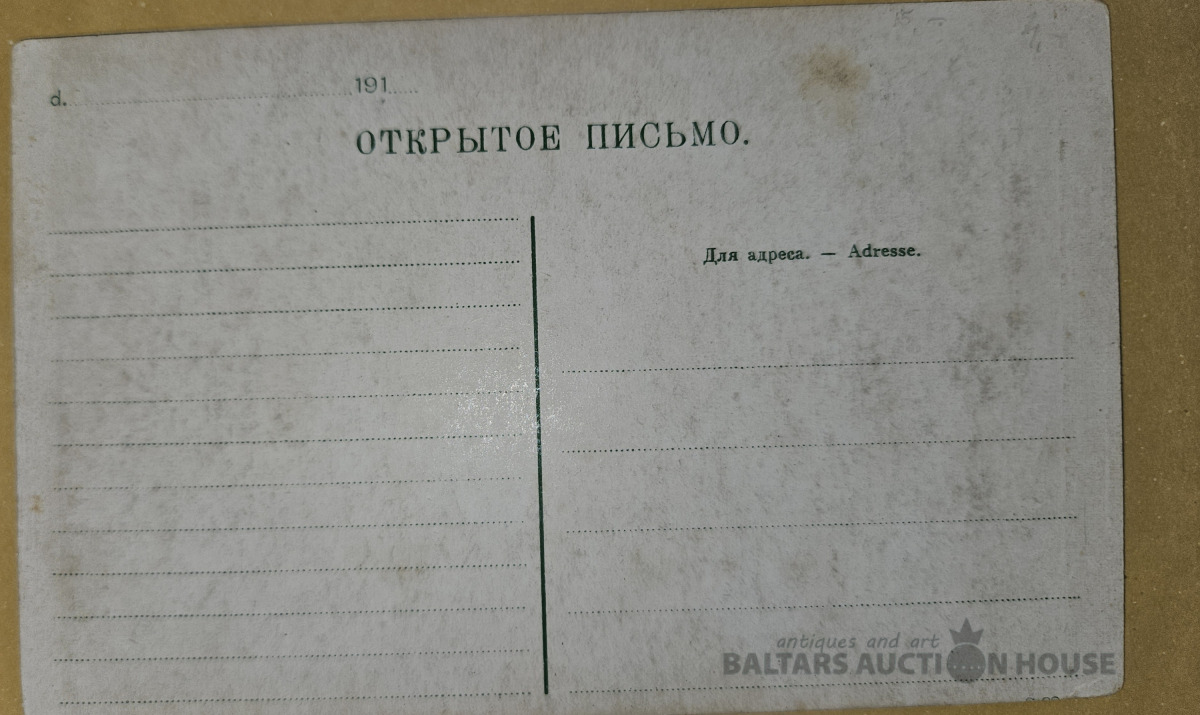 d. 191
ОТКРЫТОЕ ПИСЬМО.
Для адреса. — Adresse.
antiques and art
BALTARS AUCTION HOUSE